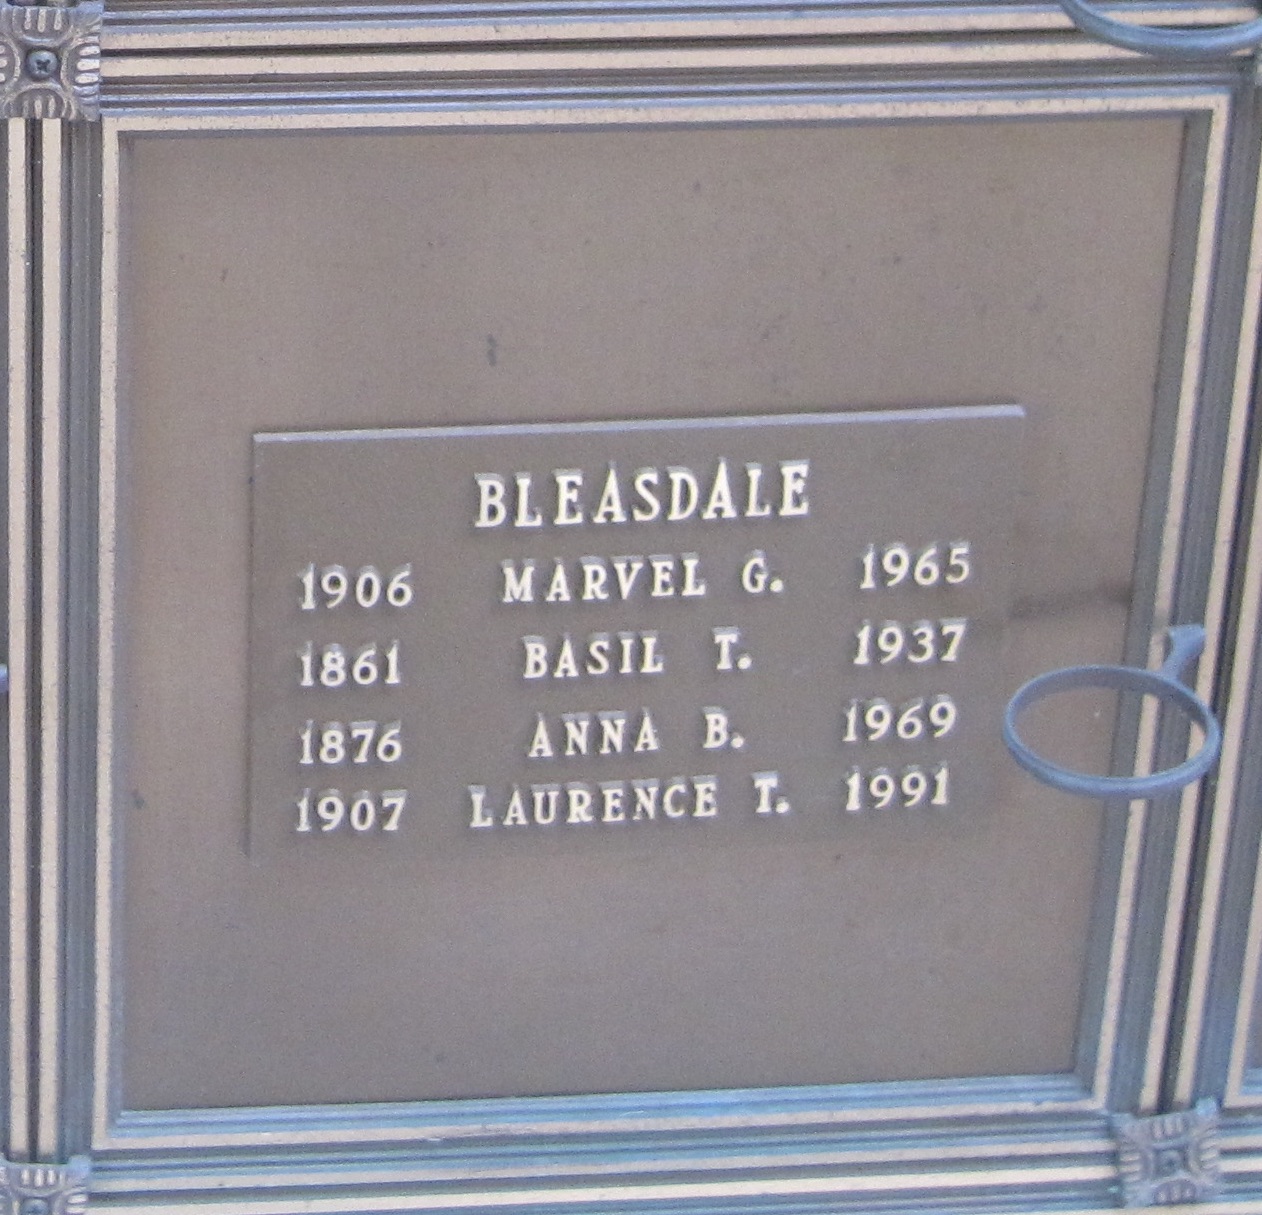 BLEASDALE
1906 MARVEL G. 1965
1861 BASIL T. 1937
1876 ANNA B. 1969
1907 LAURENCE T. 1991